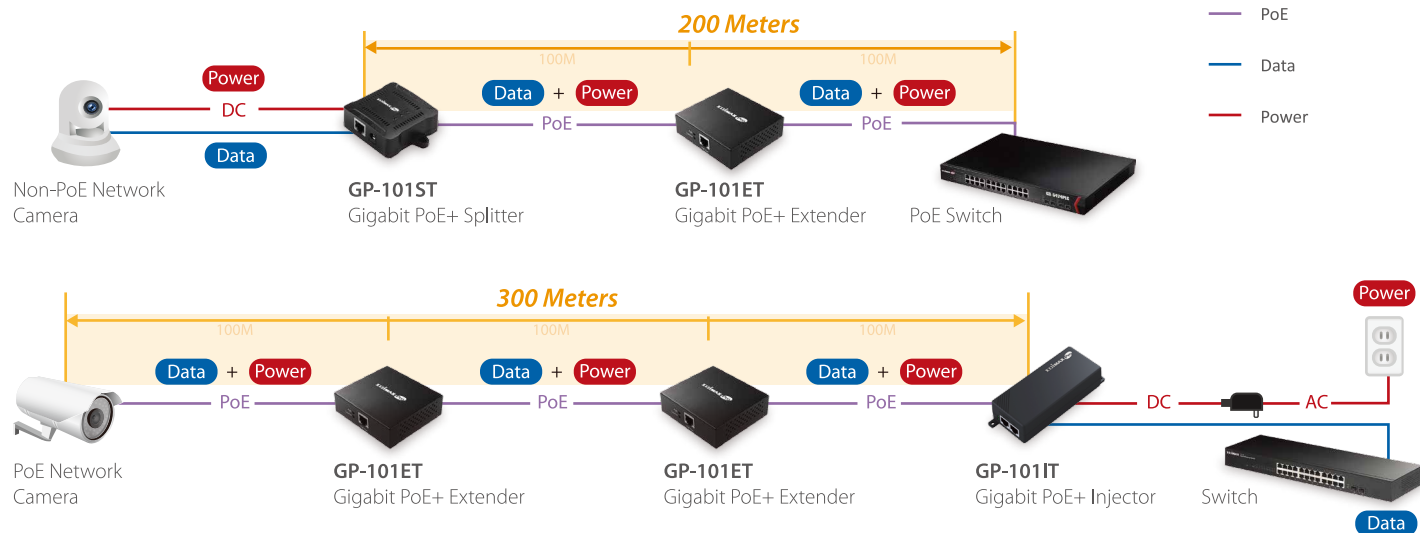 200 Meters
100M
100M
PoE
Data
Power
Power
DC
Data
Data + Power
PoE
Data + Power
PoE
Non-PoE Network
Camera
GP-101ST
Gigabit PoE+ Splitter
GP-101ET
Gigabit PoE+ Extender
PoE Switch
300 Meters
100M
100M
100M
Power
Data + Power
PoE
Data + Power
PoE
Data + Power
PoE
DC
AC
PoE Network
Camera
GP-101ET
Gigabit PoE+ Extender
GP-101ET
Gigabit PoE+ Extender
GP-101IT
Gigabit PoE+ Injector
Switch
Data